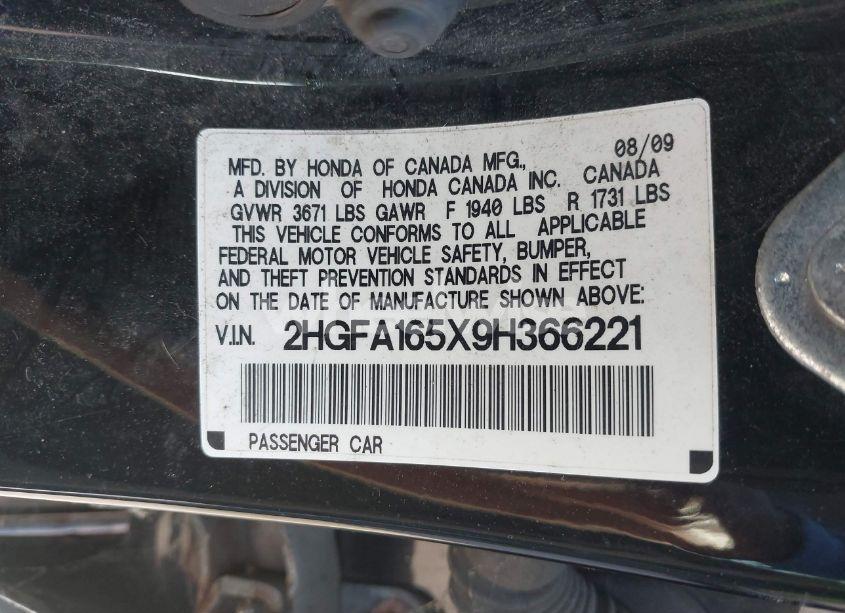 08/09
MFD. BY HONDA OF CANADA MFG.,
A DIVISION OF HONDA CANADA INC. CANADA
GVWR 3671 LBS GAWR F 1940 LBS R 1731 LBS
THIS VEHICLE CONFORMS TO ALL APPLICABLE
FEDERAL MOTOR VEHICLE SAFETY, BUMPER,
AND THEFT PREVENTION STANDARDS IN EFFECT
ON THE DATE OF MANUFACTURE SHOWN ABOVE:
V.I.N. 2HGFA165X9H366221
PASSENGER CAR